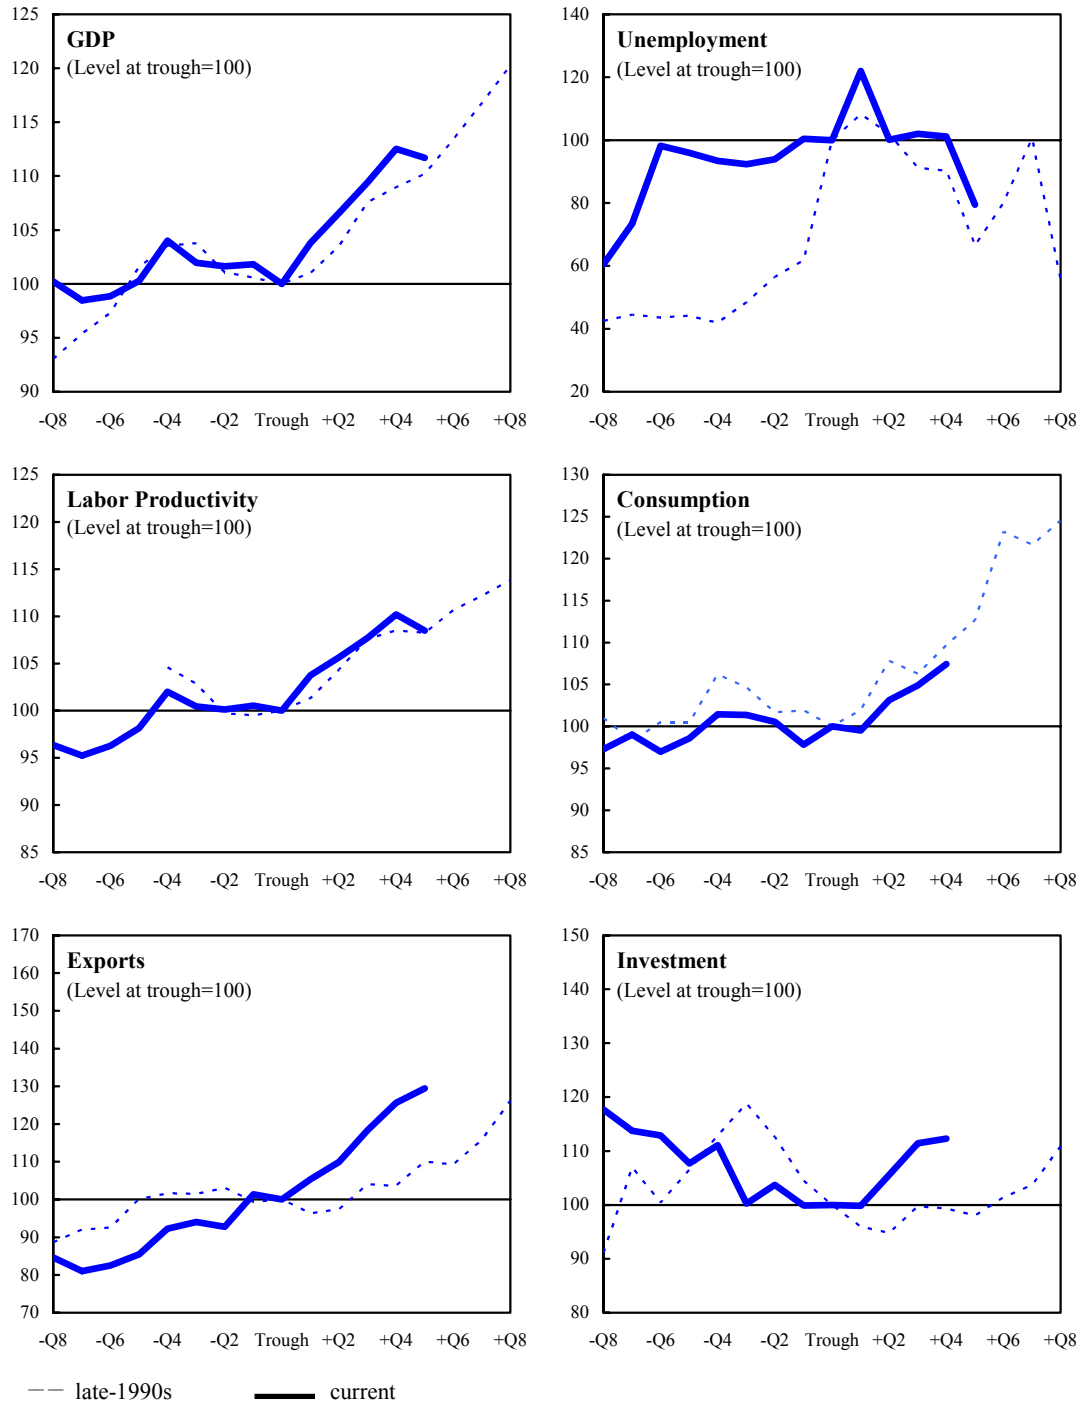 GDP
(Level at trough=100)
125
120
115
110
105
100
95
90
-Q8 -Q6 -Q4 -Q2 Trough +Q2 +Q4 +Q6 +Q8
Unemployment
(Level at trough=100)
140
120
100
80
60
40
20
-Q8 -Q6 -Q4 -Q2 Trough +Q2 +Q4 +Q6 +Q8
Labor Productivity
(Level at trough=100)
125
120
115
110
105
100
95
90
85
-Q8 -Q6 -Q4 -Q2 Trough +Q2 +Q4 +Q6 +Q8
Consumption
(Level at trough=100)
130
125
120
115
110
105
100
95
90
85
-Q8 -Q6 -Q4 -Q2 Trough +Q2 +Q4 +Q6 +Q8
Exports
(Level at trough=100)
170
160
150
140
130
120
110
100
90
80
70
-Q8 -Q6 -Q4 -Q2 Trough +Q2 +Q4 +Q6 +Q8
Investment
(Level at trough=100)
150
140
130
120
110
100
90
80
-Q8 -Q6 -Q4 -Q2 Trough +Q2 +Q4 +Q6 +Q8
late-1990s current